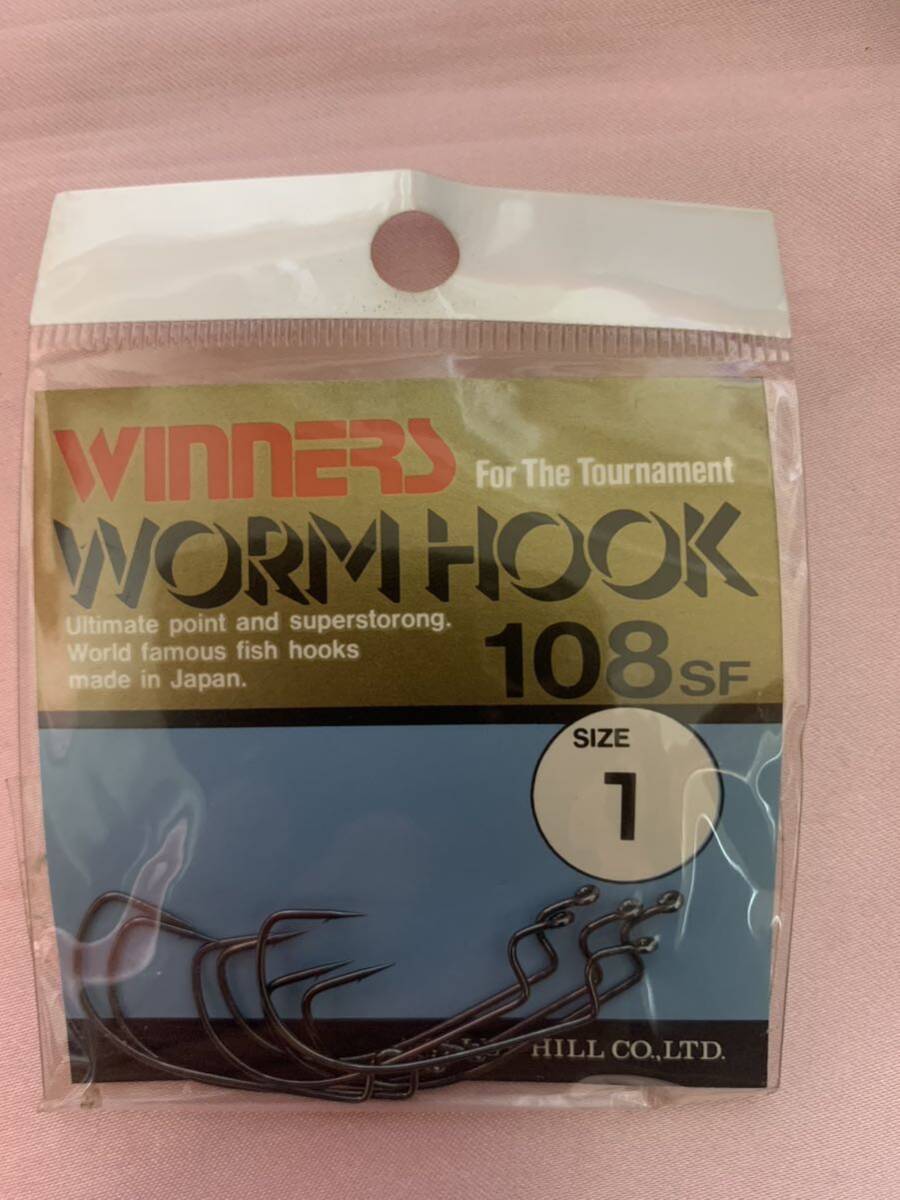 WINNERS For The Tournament
WORM HOOK
Ultimate point and superstorong.
World famous fish hooks
made in Japan.
108 SF
SIZE
1
HILL CO.,LTD.